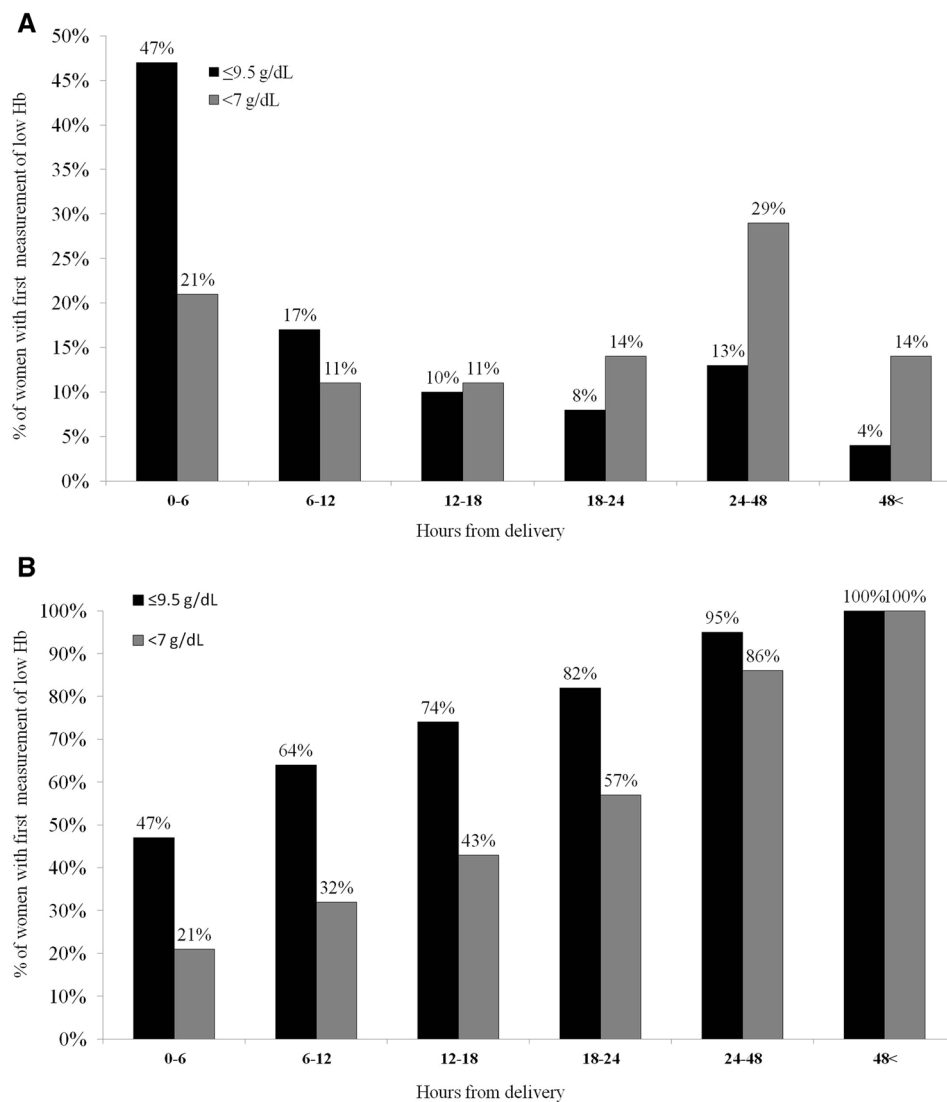 A
50%
45%
40%
35%
30%
25%
20%
15%
10%
5%
0%
% of women with first measurement of low Hb
≤9.5 g/dL
<7 g/dL
47% 21% 17% 11% 10% 11% 8% 14% 13% 29% 4% 14%
0-6 6-12 12-18 18-24 24-48 48<
Hours from delivery
B
100%
90%
80%
70%
60%
50%
40%
30%
20%
10%
0%
% of women with first measurement of low Hb
≤9.5 g/dL
<7 g/dL
47% 21% 64% 32% 74% 43% 82% 57% 95% 86% 100% 100%
0-6 6-12 12-18 18-24 24-48 48<
Hours from delivery